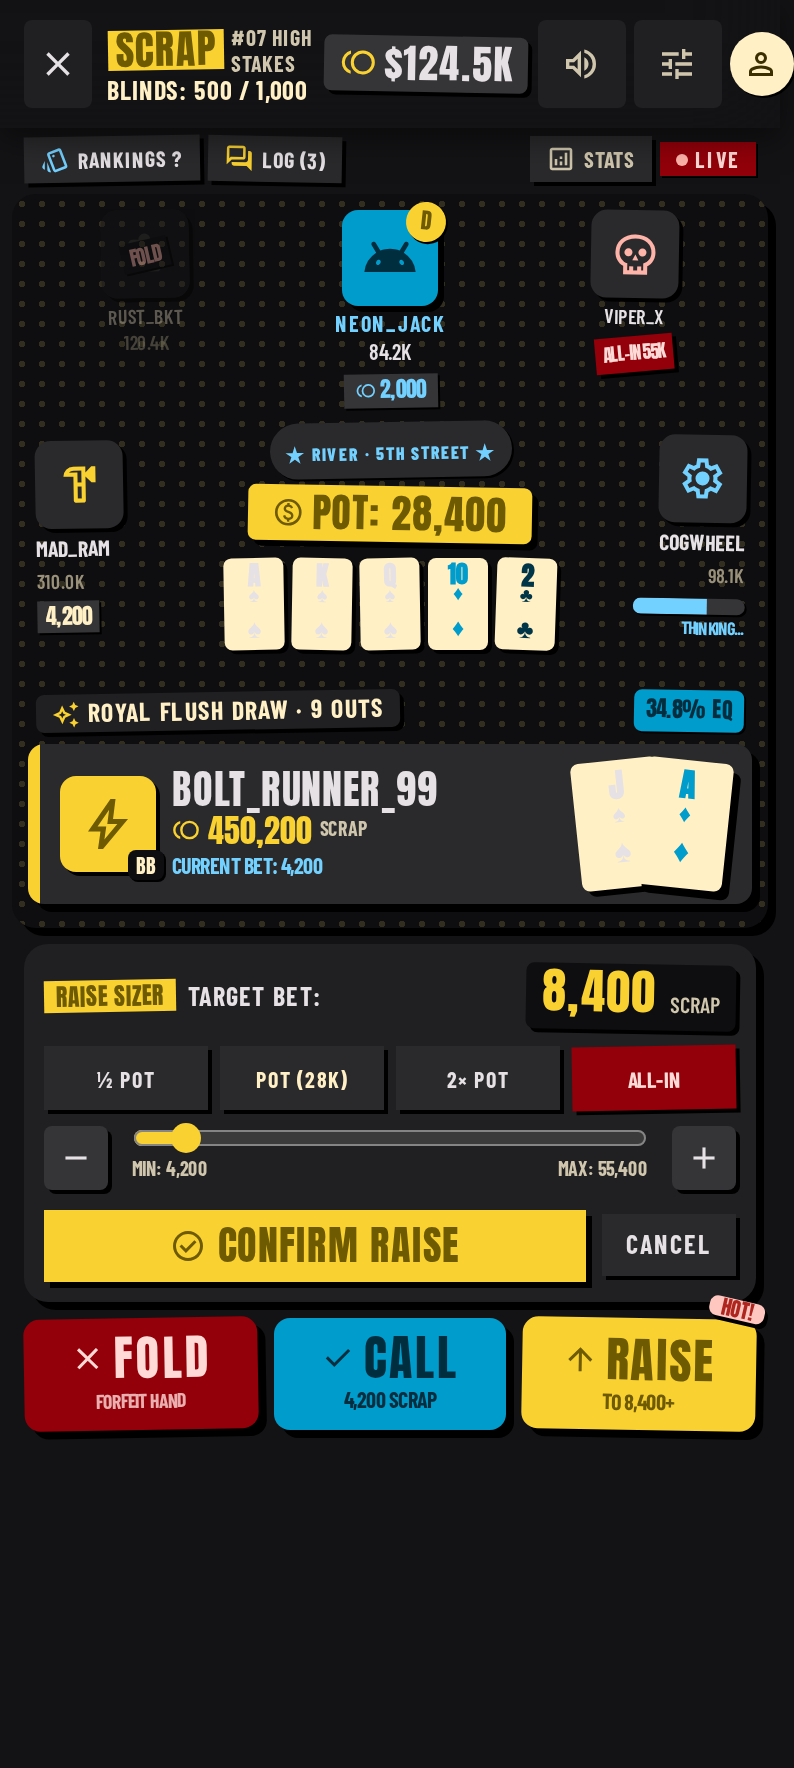 SCRAP
#07 HIGH STAKES
BLINDS: 500 / 1,000
$124.5K
RANKINGS ?
LOG (3)
STATS
LIVE
FOLD
RUST_BKT
120.4K
D
NEON_JACK
84.2K
2,000
VIPER_X
ALL-IN 55K
★ RIVER · 5TH STREET ★
POT: 28,400
MAD_RAM
310.0K
4,200
COGWHEEL
98.1K
THINKING...
A♠ ♠
K♠ ♠
Q♠ ♠
10♦ ♦
2♣ ♣
ROYAL FLUSH DRAW · 9 OUTS
34.8% EQ
BOLT_RUNNER_99
450,200 SCRAP
BB
CURRENT BET: 4,200
J♠ ♠
A♦ ♦
RAISE SIZER
TARGET BET:
8,400 SCRAP
½ POT
POT (28K)
2× POT
ALL-IN
MIN: 4,200
MAX: 55,400
CONFIRM RAISE
CANCEL
HOT!
FOLD
FORFEIT HAND
CALL
4,200 SCRAP
RAISE
TO 8,400+